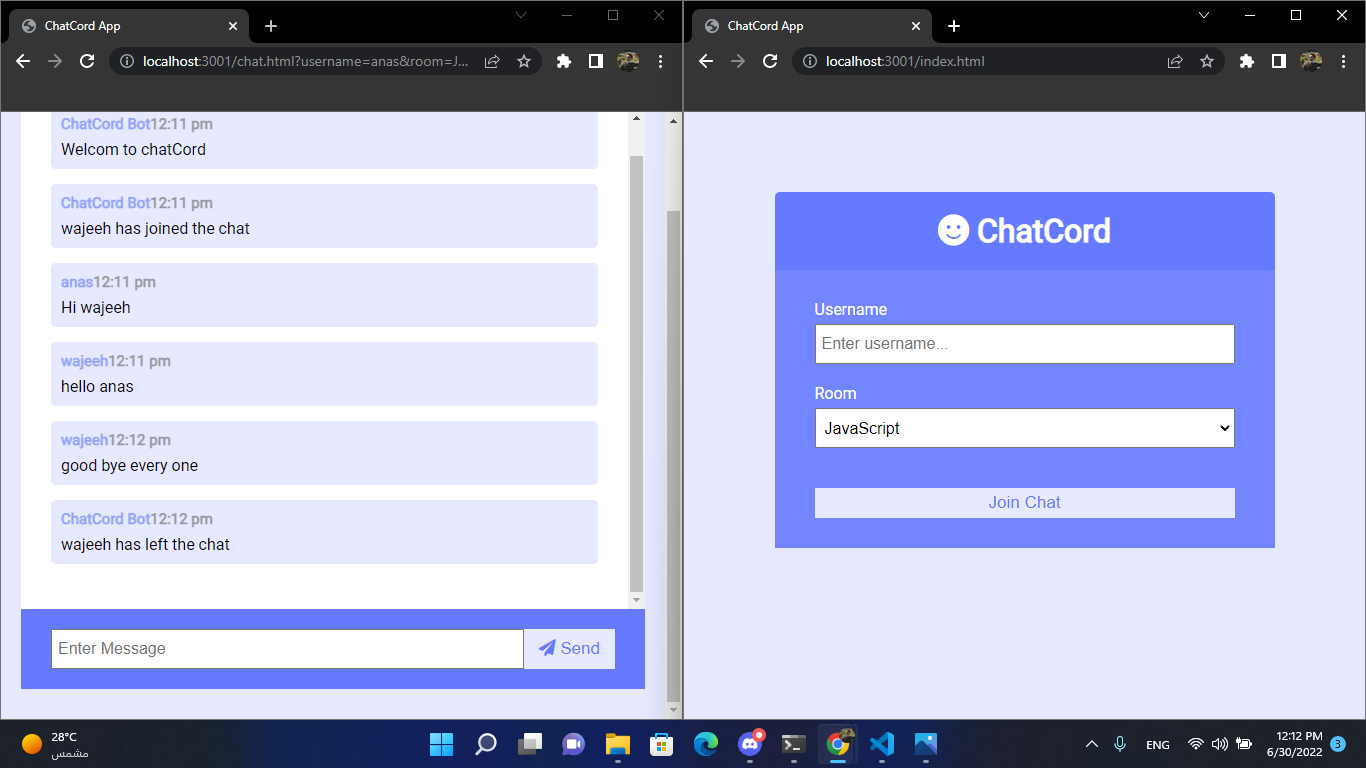 ChatCord App
localhost:3001/chat.html?username=anas&room=J...
ChatCord Bot12:11 pm
Welcom to chatCord
ChatCord Bot12:11 pm
wajeeh has joined the chat
anas12:11 pm
Hi wajeeh
wajeeh12:11 pm
hello anas
wajeeh12:12 pm
good bye every one
ChatCord Bot12:12 pm
wajeeh has left the chat
Enter Message
Send
ChatCord App
localhost:3001/index.html
ChatCord
Username
Enter username...
Room
JavaScript
Join Chat
28°C
مشمس
ENG
12:12 PM
6/30/2022
3